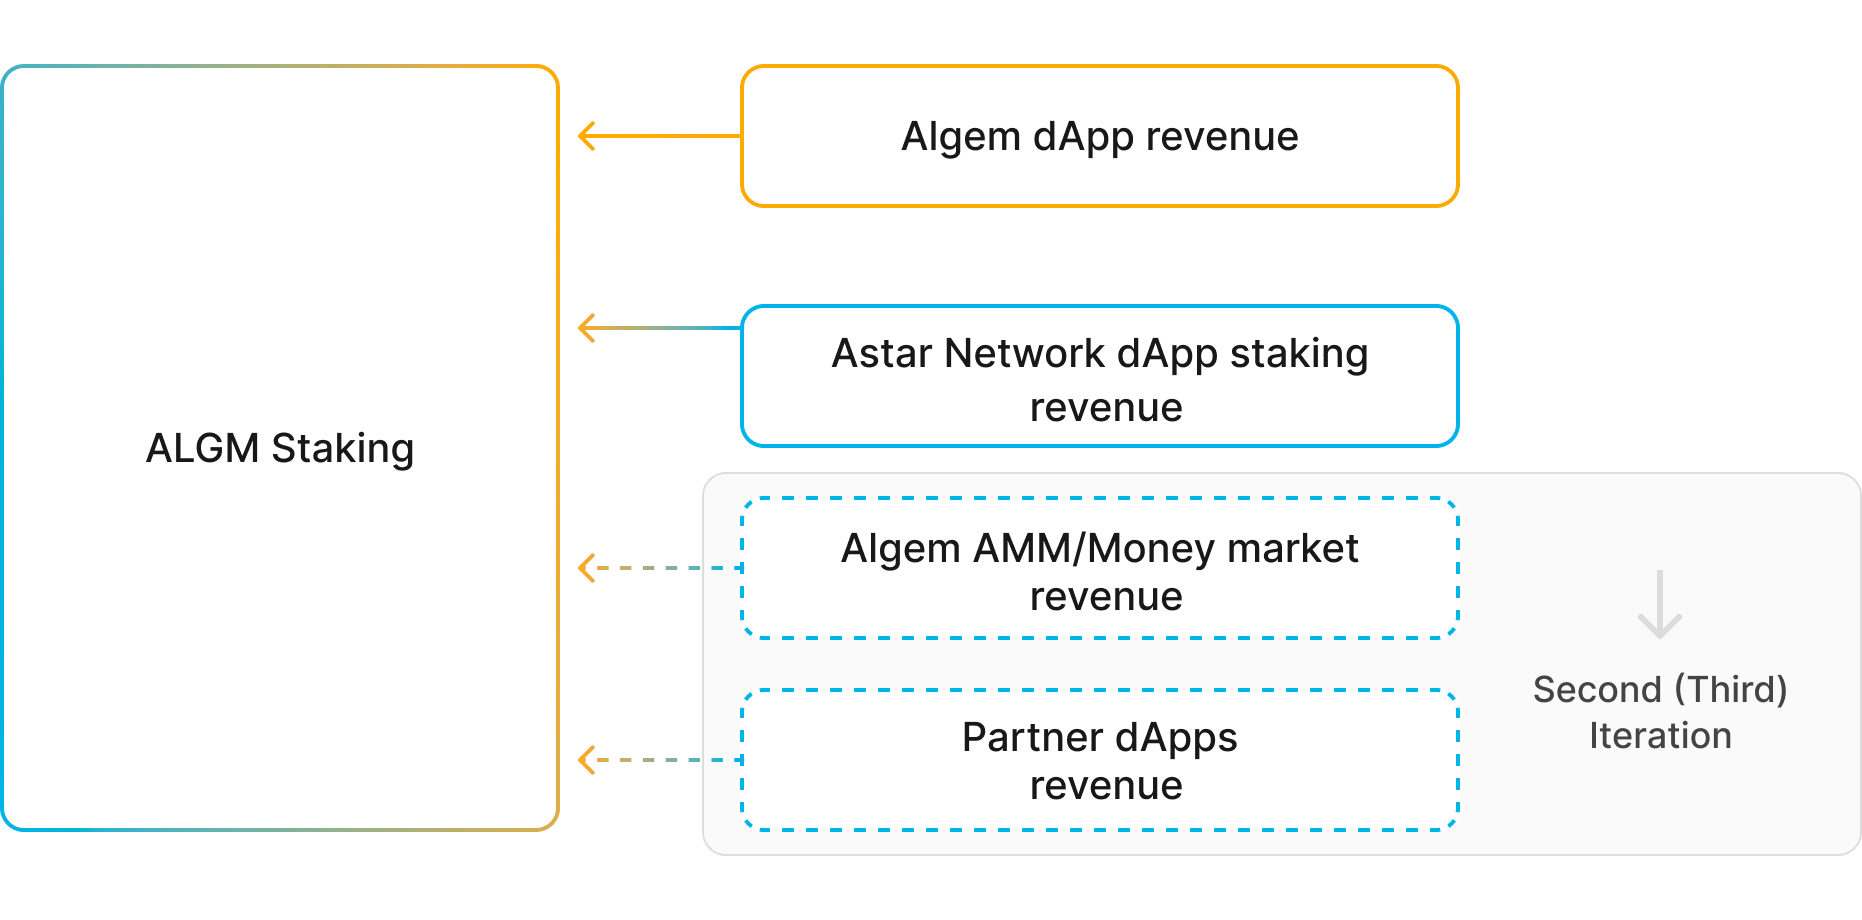 Algem dApp revenue
Astar Network dApp staking
revenue
ALGM Staking
Algem AMM/Money market
revenue
Second (Third)
Iteration
Partner dApps
revenue